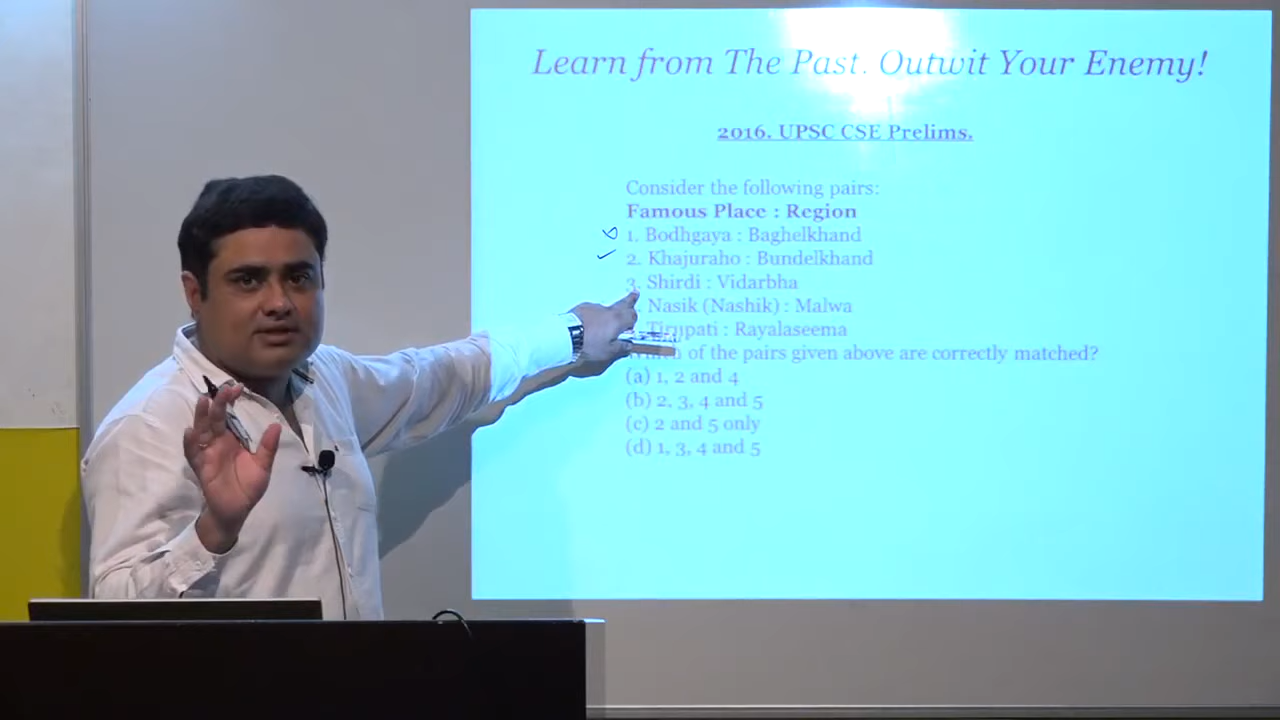 Learn from The Past. Outwit Your Enemy!
2016. UPSC CSE Prelims.
Consider the following pairs:
Famous Place : Region
1. Bodhgaya : Baghelkhand
2. Khajuraho : Bundelkhand
3. Shirdi : Vidarbha
Nasik (Nashik) : Malwa
Tirupati : Rayalaseema
of the pairs given above are correctly matched?
(a) 1, 2 and 4
(b) 2, 3, 4 and 5
(c) 2 and 5 only
(d) 1, 3, 4 and 5